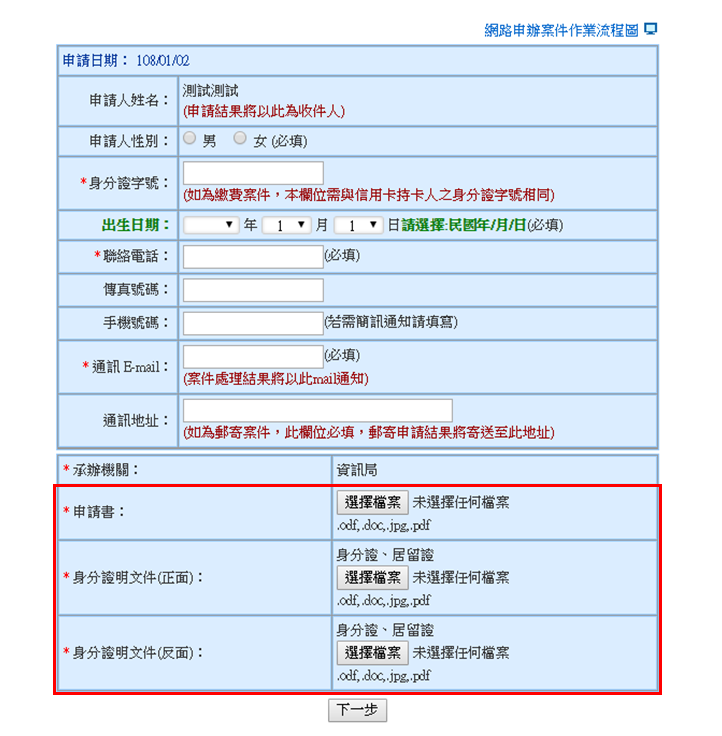 網路申辦案件作業流程圖
申請日期： 108/01/02
申請人姓名：
測試測試
(申請結果將以此為收件人)
申請人性別：
男 女 (必填)
*身分證字號：
(如為繳費案件，本欄位需與信用卡持卡人之身分證字號相同)
出生日期：
年 1 月 1 日請選擇:民國年/月/日(必填)
*聯絡電話：
(必填)
傳真號碼：
手機號碼：
(若需簡訊通知請填寫)
*通訊 E-mail：
(必填)
(案件處理結果將以此mail通知)
通訊地址：
(如為郵寄案件，此欄位必填，郵寄申請結果將寄送至此地址)
*承辦機關：
資訊局
*申請書：
選擇檔案 未選擇任何檔案
.odf,.doc,.jpg,.pdf
*身分證明文件(正面)：
身分證、居留證
選擇檔案 未選擇任何檔案
.odf,.doc,.jpg,.pdf
*身分證明文件(反面)：
身分證、居留證
選擇檔案 未選擇任何檔案
.odf,.doc,.jpg,.pdf
下一步